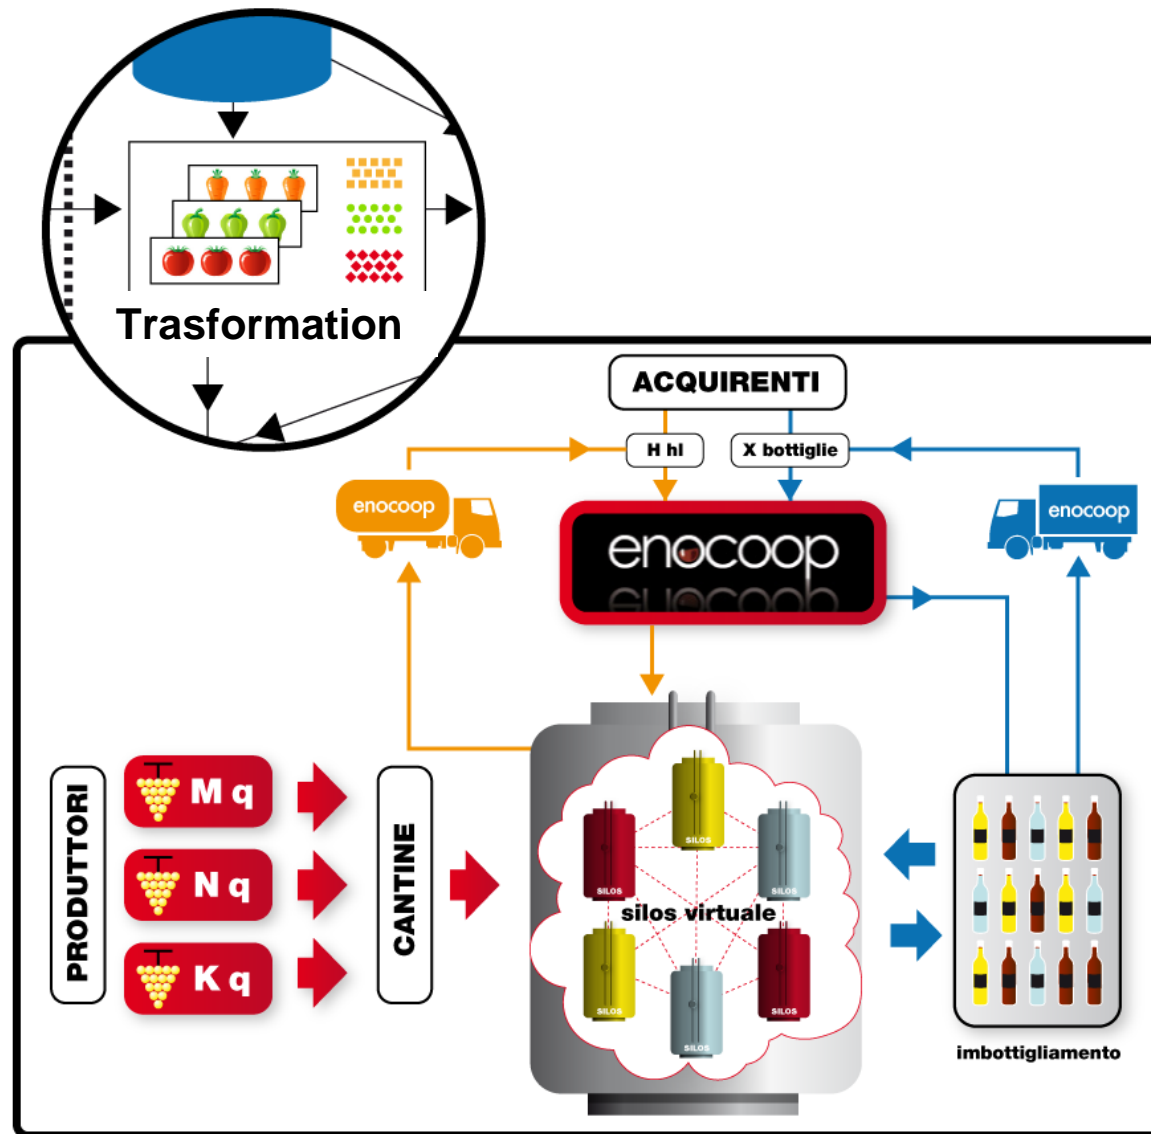 Trasformation
ACQUIRENTI
H hl
X bottiglie
enocoop
enocoop
enocoop
PRODUTTORI
M q
N q
K q
CANTINE
SILOS
SILOS
SILOS
silos virtuale
SILOS
SILOS
SILOS
imbottigliamento